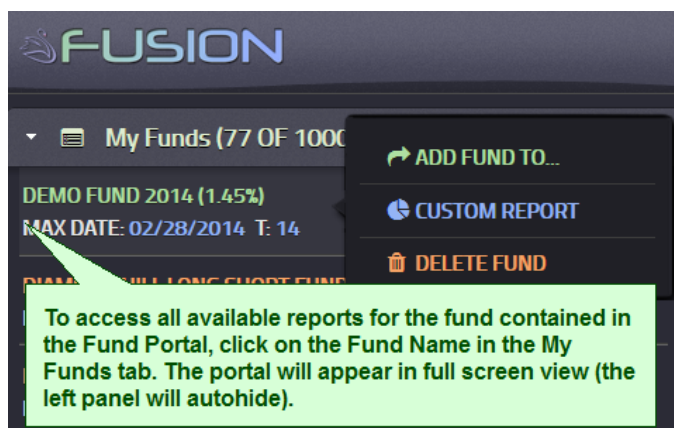 FUSION
My Funds (77 OF 1000
ADD FUND TO...
DEMO FUND 2014 (1.45%)
CUSTOM REPORT
MAX DATE: 02/28/2014 T: 14
DELETE FUND
To access all available reports for the fund contained in
the Fund Portal, click on the Fund Name in the My
Funds tab. The portal will appear in full screen view (the
left panel will autohide).